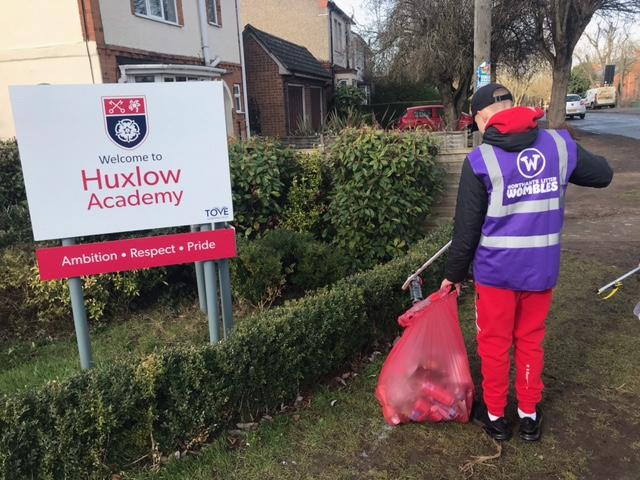 Welcome to
Huxlow
Academy
TOVE
Ambition • Respect • Pride
W
NORTHANTS LITTER
WOMBLES